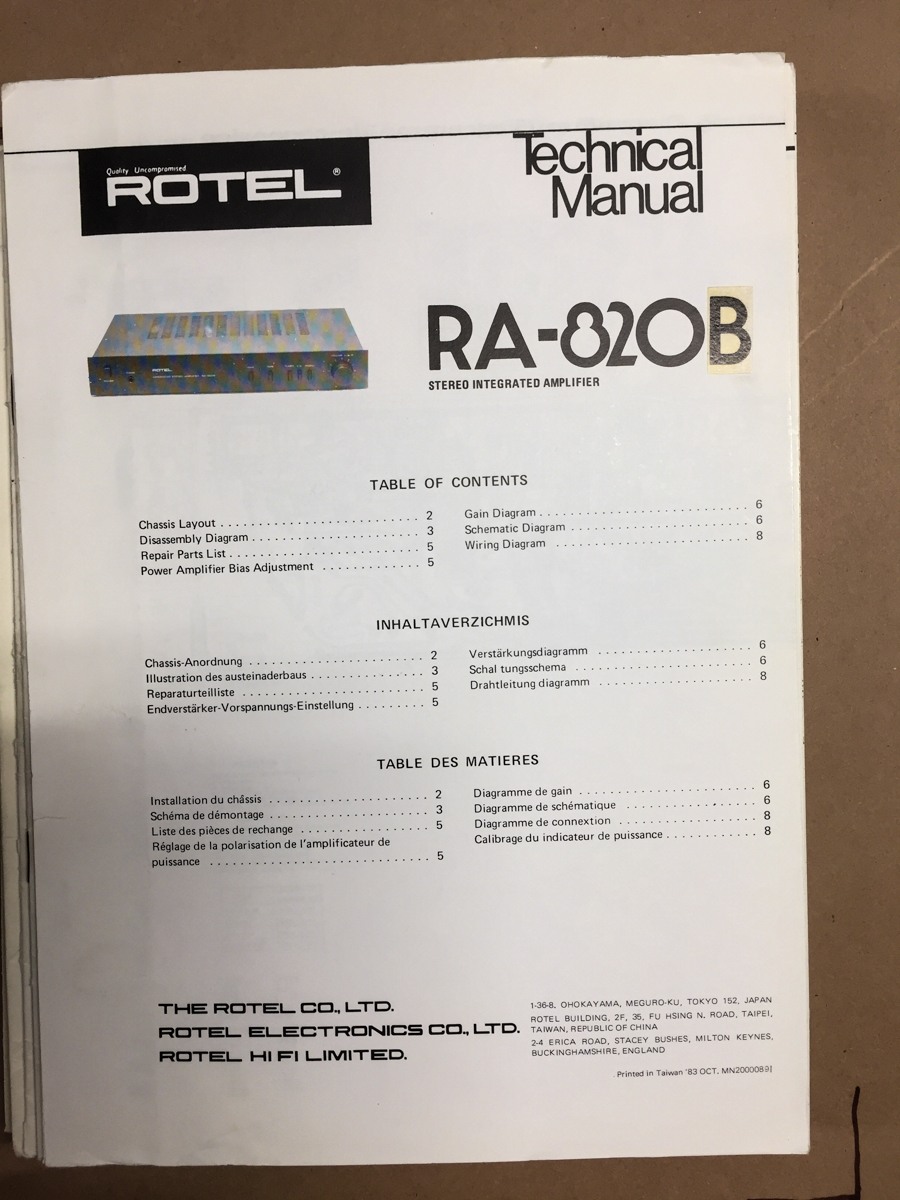 Quality Uncompromised
ROTEL®
Technical
Manual
ROTEL
RA-820B
STEREO INTEGRATED AMPLIFIER
TABLE OF CONTENTS
Chassis Layout . . . . . . . . . . . . . . . . . . . . . . . . . . 2
Disassembly Diagram . . . . . . . . . . . . . . . . . . . . . . 3
Repair Parts List . . . . . . . . . . . . . . . . . . . . . . . . . 5
Power Amplifier Bias Adjustment . . . . . . . . . . . . . 5
Gain Diagram . . . . . . . . . . . . . . . . . . . . . . . . . . . 6
Schematic Diagram . . . . . . . . . . . . . . . . . . . . . . . 6
Wiring Diagram . . . . . . . . . . . . . . . . . . . . . . . . . 8
INHALTAVERZICHMIS
Chassis-Anordnung . . . . . . . . . . . . . . . . . . . . . . . 2
Illustration des austeinaderbaus . . . . . . . . . . . . . . . 3
Reparaturteilliste . . . . . . . . . . . . . . . . . . . . . . . . 5
Endverstärker-Vorspannungs-Einstellung . . . . . . . . . 5
Verstärkungsdiagramm . . . . . . . . . . . . . . . . . . . . 6
Schal tungsschema . . . . . . . . . . . . . . . . . . . . . . . 6
Drahtleitung diagramm . . . . . . . . . . . . . . . . . . . . 8
TABLE DES MATIERES
Installation du châssis . . . . . . . . . . . . . . . . . . . . . 2
Schéma de démontage . . . . . . . . . . . . . . . . . . . . . 3
Liste des pièces de rechange . . . . . . . . . . . . . . . . . 5
Réglage de la polarisation de l'amplificateur de
puissance . . . . . . . . . . . . . . . . . . . . . . . . . . . . . 5
Diagramme de gain . . . . . . . . . . . . . . . . . . . . . . . 6
Diagramme de schématique . . . . . . . . . . . . . . . . . 6
Diagramme de connextion . . . . . . . . . . . . . . . . . . 8
Calibrage du indicateur de puissance . . . . . . . . . . . . 8
THE ROTEL CO., LTD.
ROTEL ELECTRONICS CO., LTD.
ROTEL HI FI LIMITED.
1-36-8. OHOKAYAMA, MEGURO-KU, TOKYO 152, JAPAN
ROTEL BUILDING, 2F, 35, FU HSING N. ROAD, TAIPEI,
TAIWAN, REPUBLIC OF CHINA
2-4 ERICA ROAD, STACEY BUSHES, MILTON KEYNES,
BUCKINGHAMSHIRE, ENGLAND
Printed in Taiwan '83 OCT. MN20000891